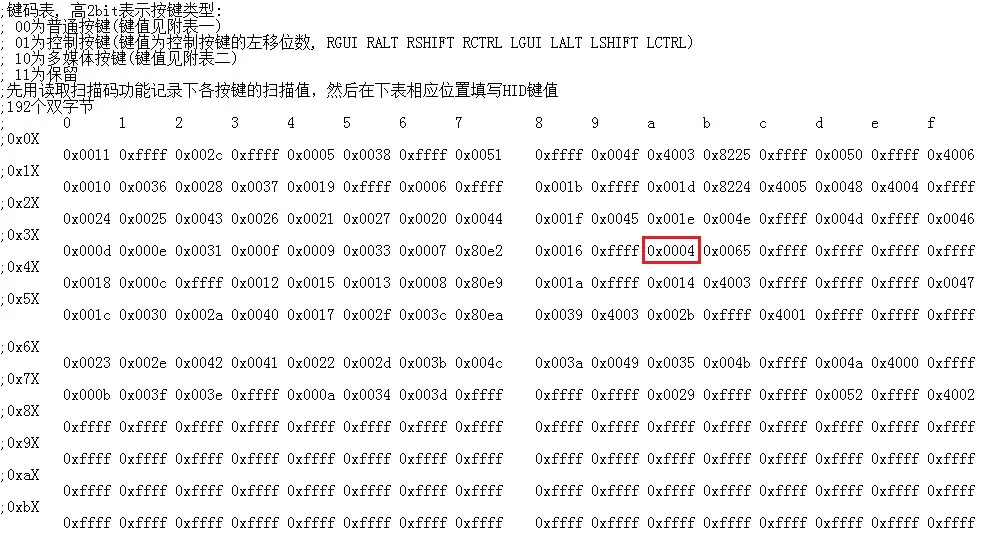 ;键码表, 高2bit表示按键类型:
; 00为普通按键(键值见附表一)
; 01为控制按键(键值为控制按键的左移位数, RGUI RALT RSHIFT RCTRL LGUI LALT LSHIFT LCTRL)
; 10为多媒体按键(键值见附表二)
; 11为保留
;先用读取扫描码功能记录下各按键的扫描值，然后在下表相应位置填写HID键值
;192个双字节
; 0 1 2 3 4 5 6 7 8 9 a b c d e f
;0x0X
0x0011 0xffff 0x002c 0xffff 0x0005 0x0038 0xffff 0x0051 0xffff 0x004f 0x4003 0x8225 0xffff 0x0050 0xffff 0x4006
;0x1X
0x0010 0x0036 0x0028 0x0037 0x0019 0xffff 0x0006 0xffff 0x001b 0xffff 0x001d 0x8224 0x4005 0x0048 0x4004 0xffff
;0x2X
0x0024 0x0025 0x0043 0x0026 0x0021 0x0027 0x0020 0x0044 0x001f 0x0045 0x001e 0x004e 0xffff 0x004d 0xffff 0x0046
;0x3X
0x000d 0x000e 0x0031 0x000f 0x0009 0x0033 0x0007 0x80e2 0x0016 0xffff 0x0004 0x0065 0xffff 0xffff 0xffff 0xffff
;0x4X
0x0018 0x000c 0xffff 0x0012 0x0015 0x0013 0x0008 0x80e9 0x001a 0xffff 0x0014 0x4003 0xffff 0xffff 0xffff 0x0047
;0x5X
0x001c 0x0030 0x002a 0x0040 0x0017 0x002f 0x003c 0x80ea 0x0039 0x4003 0x002b 0xffff 0x4001 0xffff 0xffff 0xffff
;0x6X
0x0023 0x002e 0x0042 0x0041 0x0022 0x002d 0x003b 0x004c 0x003a 0x0049 0x0035 0x004b 0xffff 0x004a 0x4000 0xffff
;0x7X
0x000b 0x003f 0x003e 0xffff 0x000a 0x0034 0x003d 0xffff 0xffff 0xffff 0x0029 0xffff 0xffff 0x0052 0xffff 0x4002
;0x8X
0xffff 0xffff 0xffff 0xffff 0xffff 0xffff 0xffff 0xffff 0xffff 0xffff 0xffff 0xffff 0xffff 0xffff 0xffff 0xffff
;0x9X
0xffff 0xffff 0xffff 0xffff 0xffff 0xffff 0xffff 0xffff 0xffff 0xffff 0xffff 0xffff 0xffff 0xffff 0xffff 0xffff
;0xaX
0xffff 0xffff 0xffff 0xffff 0xffff 0xffff 0xffff 0xffff 0xffff 0xffff 0xffff 0xffff 0xffff 0xffff 0xffff 0xffff
;0xbX
0xffff 0xffff 0xffff 0xffff 0xffff 0xffff 0xffff 0xffff 0xffff 0xffff 0xffff 0xffff 0xffff 0xffff 0xffff 0xffff